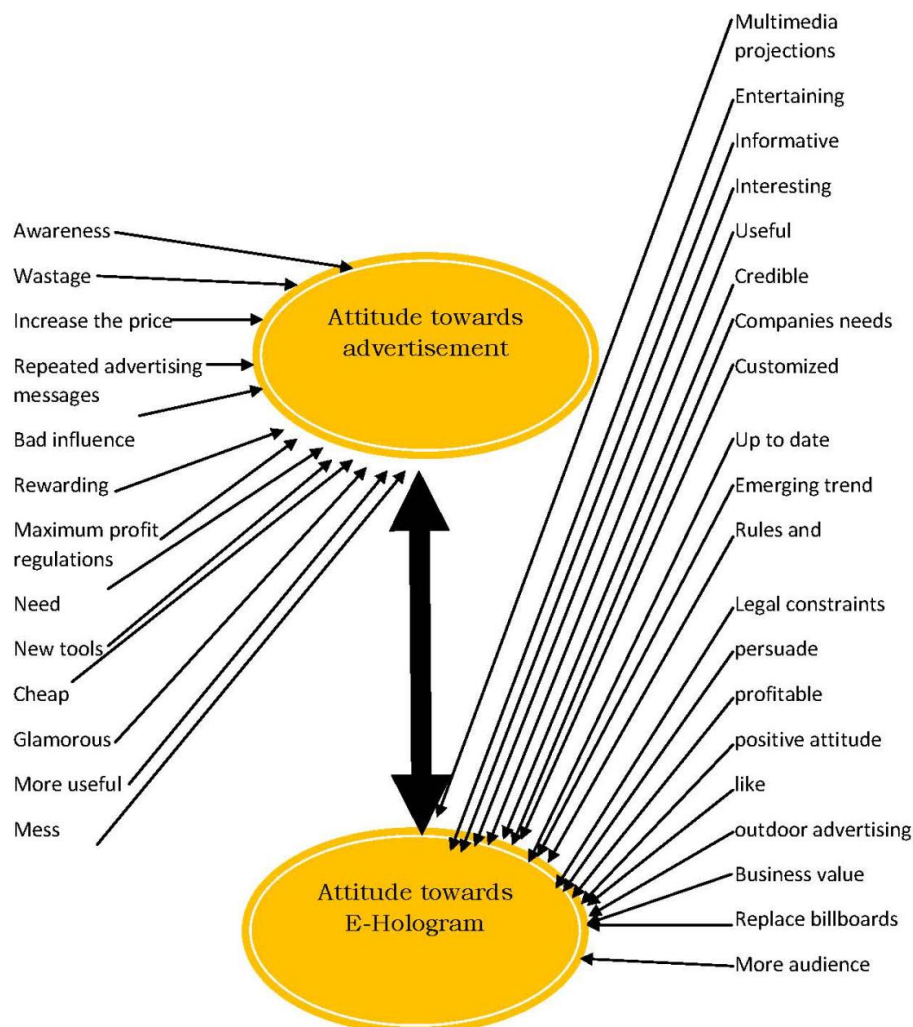 Multimedia
projections
Entertaining
Informative
Interesting
Useful
Credible
Companies needs
Customized
Up to date
Emerging trend
Rules and
Legal constraints
persuade
profitable
positive attitude
like
outdoor advertising
Business value
Replace billboards
More audience
Awareness
Wastage
Increase the price
Repeated advertising
messages
Bad influence
Rewarding
Maximum profit
regulations
Need
New tools
Cheap
Glamorous
More useful
Mess
Attitude towards
advertisement
Attitude towards
E-Hologram